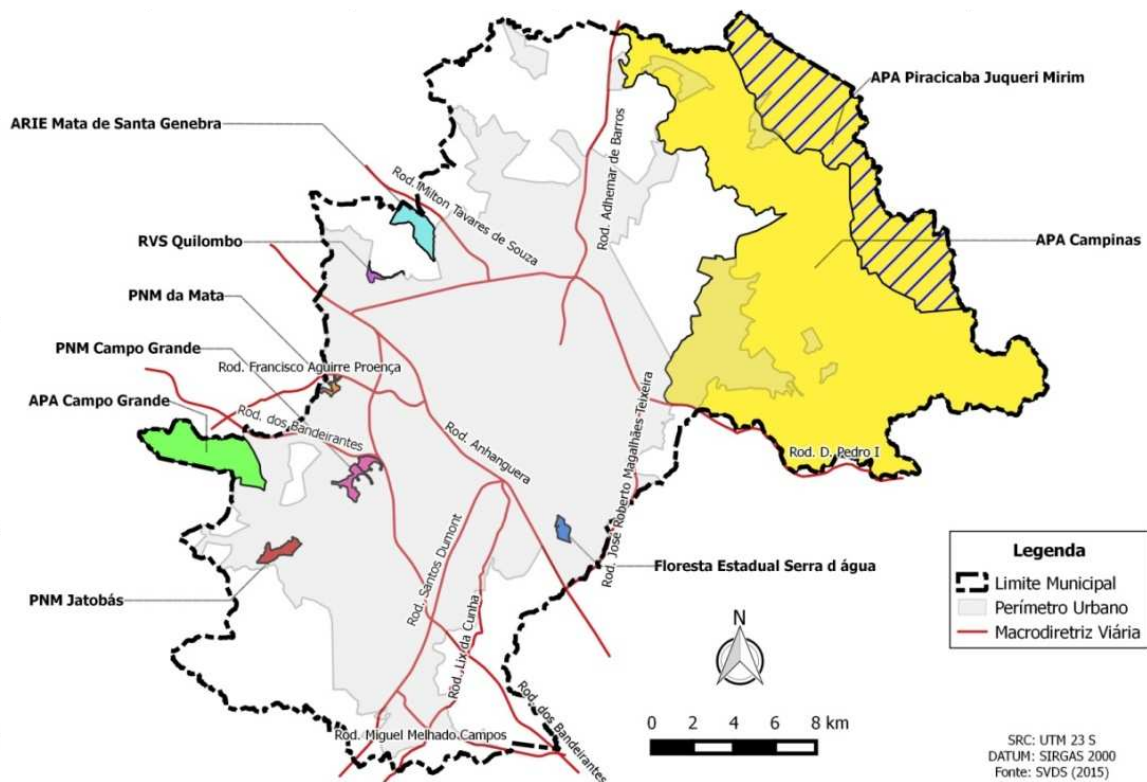 APA Piracicaba Juqueri Mirim
ARIE Mata de Santa Genebra
Rod. Milton Tavares de Souza
Rod. Adhemar de Barros
RVS Quilombo
APA Campinas
PNM da Mata
PNM Campo Grande
Rod. Francisco Aguirre Proença
APA Campo Grande
Rod. dos Bandeirantes
Rod. Anhanguera
Rod. José Roberto Magalhães Teixeira
Rod. D. Pedro I
Rod. Santos Dumont
Floresta Estadual Serra d água
PNM Jatobás
Rod. Lix da Cunha
Rod. dos Bandeirantes
Rod. Miguel Melhado Campos
Legenda
Limite Municipal
Perímetro Urbano
Macrodiretriz Viária
N
0 2 4 6 8 km
SRC: UTM 23 S
DATUM: SIRGAS 2000
Fonte: SVDS (2015)